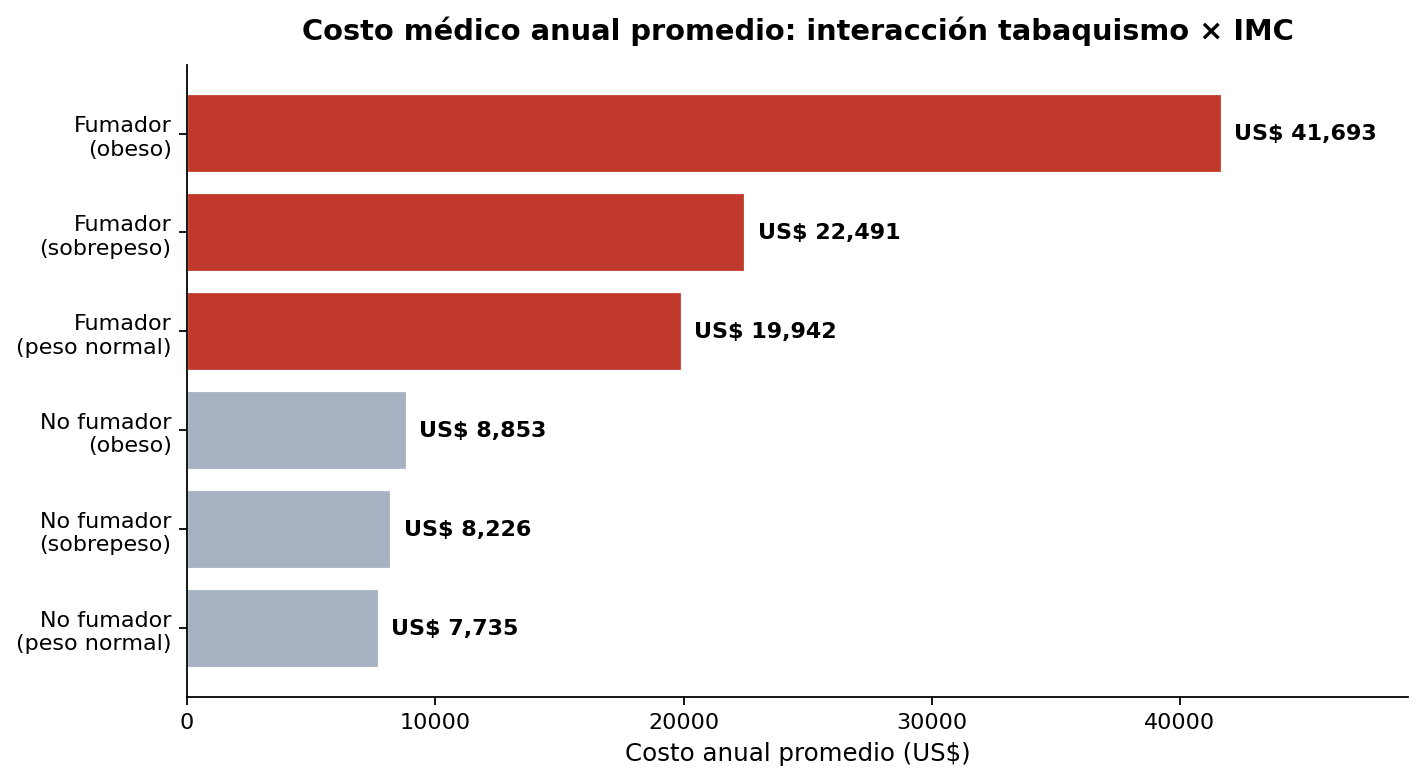 Costo médico anual promedio: interacción tabaquismo × IMC
Fumador
(obeso)
US$ 41,693
Fumador
(sobrepeso)
US$ 22,491
Fumador
(peso normal)
US$ 19,942
No fumador
(obeso)
US$ 8,853
No fumador
(sobrepeso)
US$ 8,226
No fumador
(peso normal)
US$ 7,735
0 10000 20000 30000 40000
Costo anual promedio (US$)